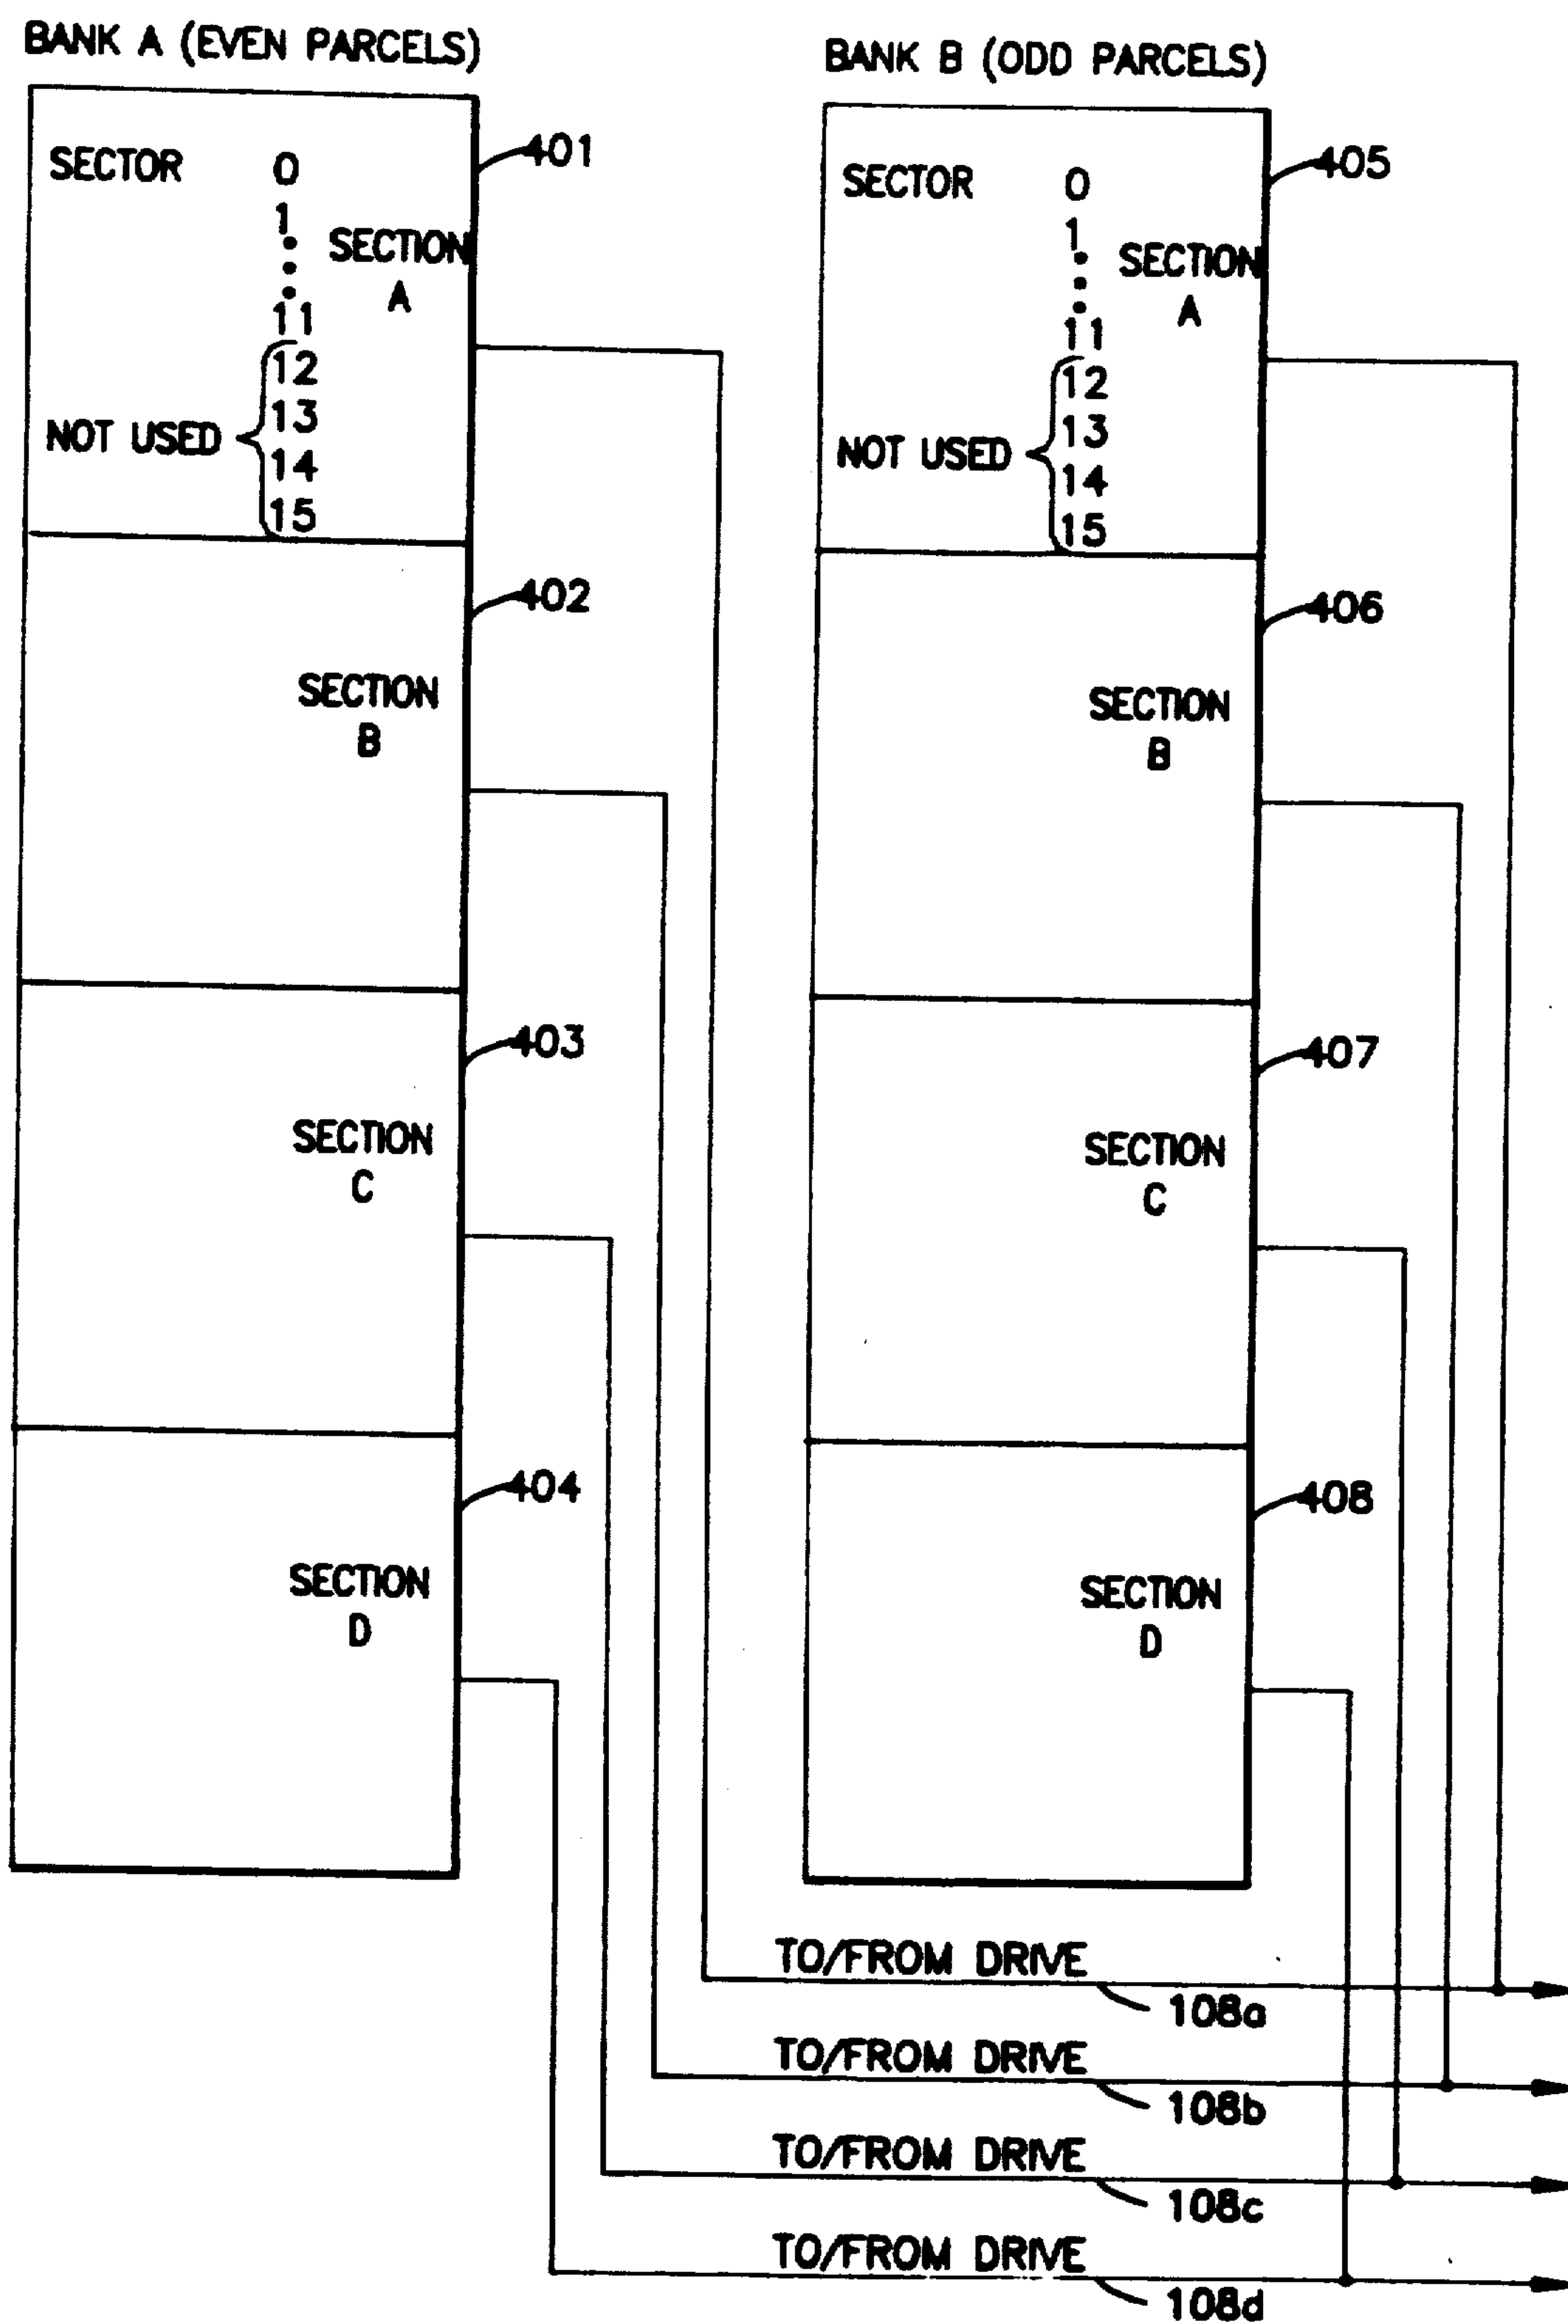 BANK A (EVEN PARCELS)
SECTOR 0
1
SECTION
A
11
12
13
NOT USED
14
15
401
402
SECTION
B
403
SECTION
C
404
SECTION
D
BANK B (ODD PARCELS)
SECTOR 0
1
SECTION
A
11
12
13
NOT USED
14
15
405
406
SECTION
B
407
SECTION
C
408
SECTION
D
TO/FROM DRIVE
108a
TO/FROM DRIVE
108b
TO/FROM DRIVE
108c
TO/FROM DRIVE
108d